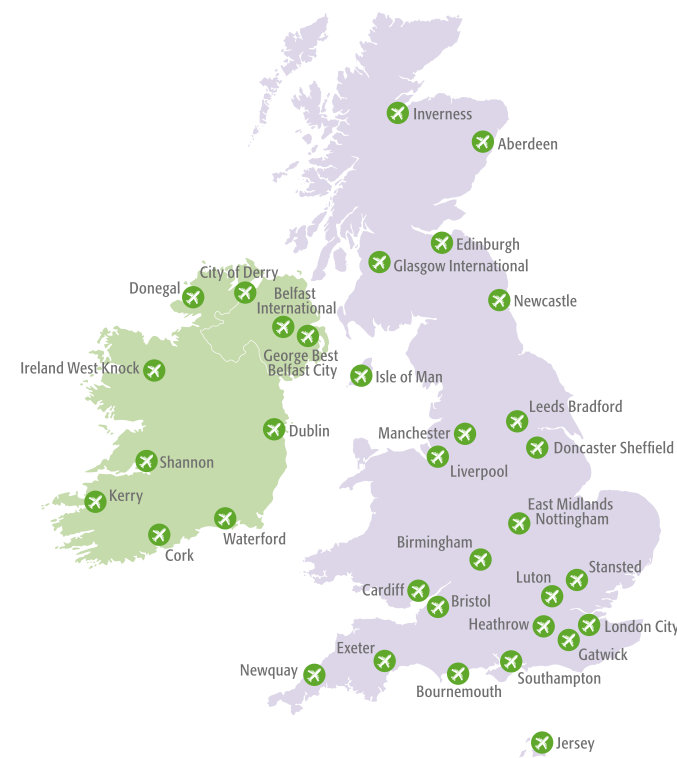 Inverness
Aberdeen
Edinburgh
Glasgow International
City of Derry
Donegal
Belfast
International
Newcastle
George Best
Belfast City
Ireland West Knock
Isle of Man
Leeds Bradford
Dublin
Manchester
Doncaster Sheffield
Shannon
Liverpool
Kerry
East Midlands
Nottingham
Waterford
Cork
Birmingham
Stansted
Luton
Cardiff
Bristol
Heathrow
London City
Exeter
Gatwick
Newquay
Southampton
Bournemouth
Jersey